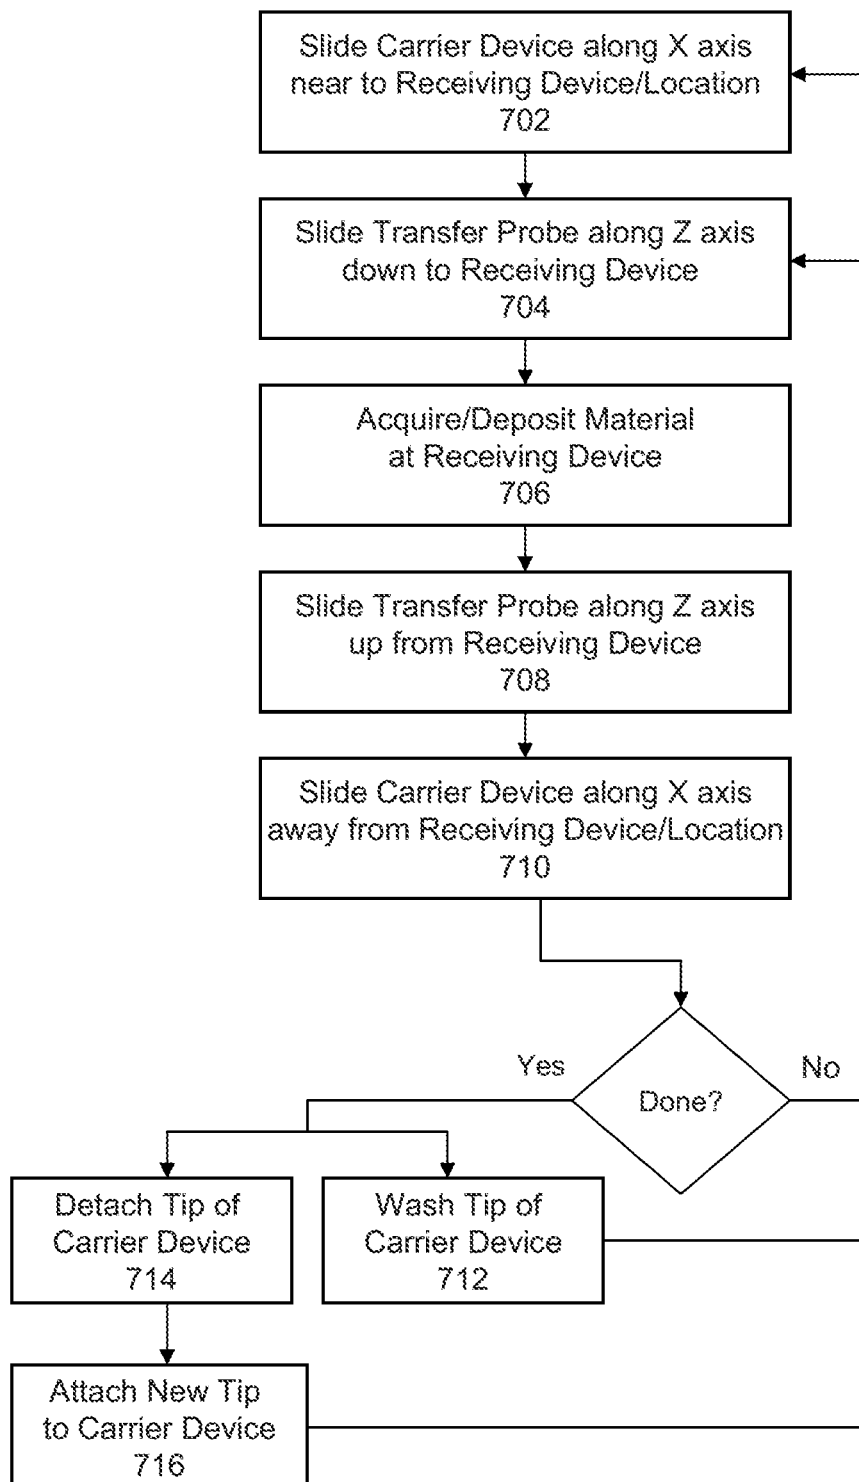 Slide Carrier Device along X axis
near to Receiving Device/Location
702
Slide Transfer Probe along Z axis
down to Receiving Device
704
Acquire/Deposit Material
at Receiving Device
706
Slide Transfer Probe along Z axis
up from Receiving Device
708
Slide Carrier Device along X axis
away from Receiving Device/Location
710
Yes
No
Done?
Detach Tip of
Carrier Device
714
Wash Tip of
Carrier Device
712
Attach New Tip
to Carrier Device
716